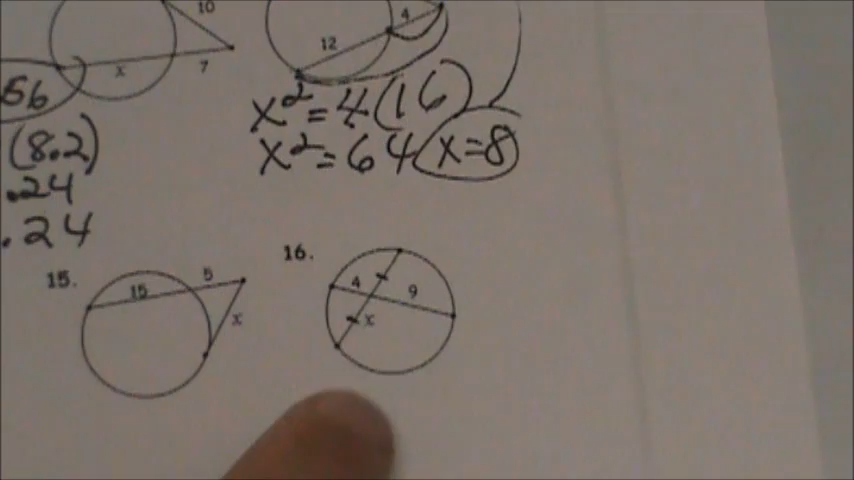 10
4
12
x
7
56
x² = 4(16)
(8.2)
x² = 64 x=8
.24
.24
15.
16.
5
15
4
9
x
x